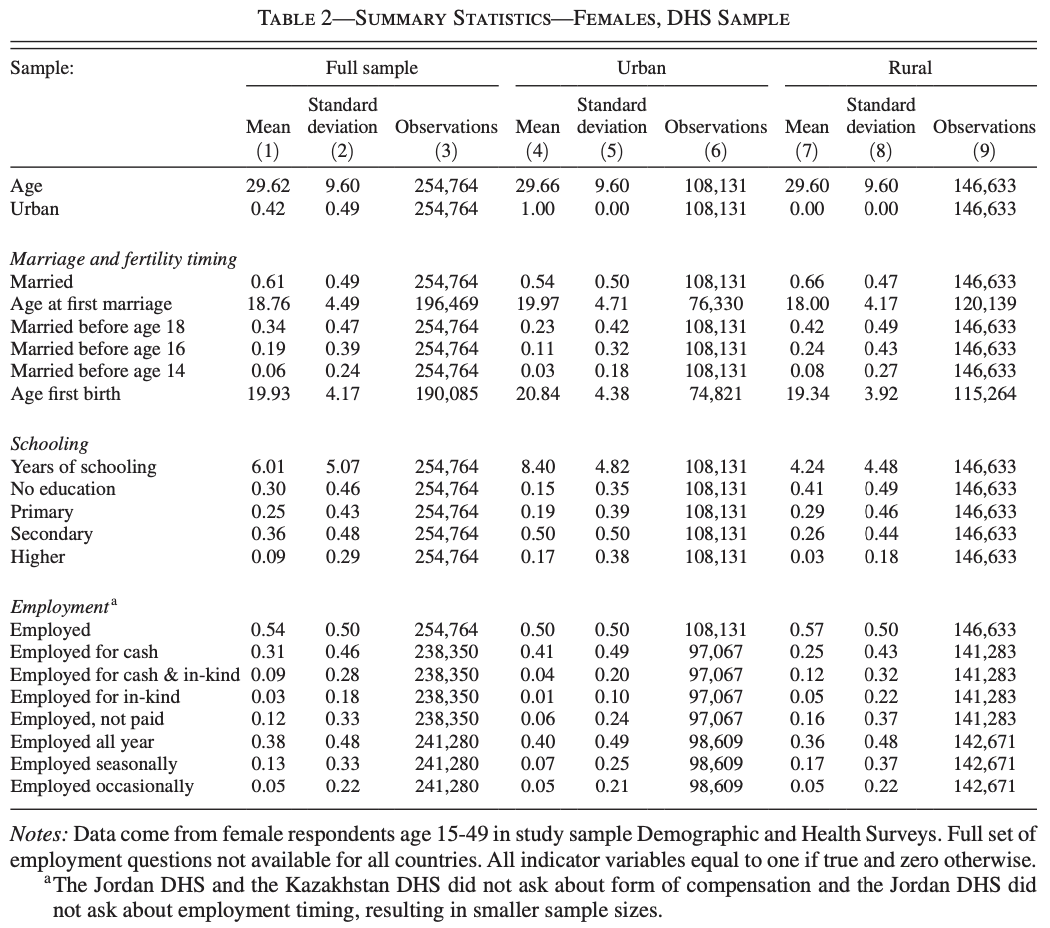 TABLE 2—SUMMARY STATISTICS—FEMALES, DHS SAMPLE
Sample: Full sample Urban Rural
Standard Standard Standard
Mean deviation Observations Mean deviation Observations Mean deviation Observations
(1) (2) (3) (4) (5) (6) (7) (8) (9)
Age 29.62 9.60 254,764 29.66 9.60 108,131 29.60 9.60 146,633
Urban 0.42 0.49 254,764 1.00 0.00 108,131 0.00 0.00 146,633
Marriage and fertility timing
Married 0.61 0.49 254,764 0.54 0.50 108,131 0.66 0.47 146,633
Age at first marriage 18.76 4.49 196,469 19.97 4.71 76,330 18.00 4.17 120,139
Married before age 18 0.34 0.47 254,764 0.23 0.42 108,131 0.42 0.49 146,633
Married before age 16 0.19 0.39 254,764 0.11 0.32 108,131 0.24 0.43 146,633
Married before age 14 0.06 0.24 254,764 0.03 0.18 108,131 0.08 0.27 146,633
Age first birth 19.93 4.17 190,085 20.84 4.38 74,821 19.34 3.92 115,264
Schooling
Years of schooling 6.01 5.07 254,764 8.40 4.82 108,131 4.24 4.48 146,633
No education 0.30 0.46 254,764 0.15 0.35 108,131 0.41 0.49 146,633
Primary 0.25 0.43 254,764 0.19 0.39 108,131 0.29 0.46 146,633
Secondary 0.36 0.48 254,764 0.50 0.50 108,131 0.26 0.44 146,633
Higher 0.09 0.29 254,764 0.17 0.38 108,131 0.03 0.18 146,633
Employment a
Employed 0.54 0.50 254,764 0.50 0.50 108,131 0.57 0.50 146,633
Employed for cash 0.31 0.46 238,350 0.41 0.49 97,067 0.25 0.43 141,283
Employed for cash & in-kind 0.09 0.28 238,350 0.04 0.20 97,067 0.12 0.32 141,283
Employed for in-kind 0.03 0.18 238,350 0.01 0.10 97,067 0.05 0.22 141,283
Employed, not paid 0.12 0.33 238,350 0.06 0.24 97,067 0.16 0.37 141,283
Employed all year 0.38 0.48 241,280 0.40 0.49 98,609 0.36 0.48 142,671
Employed seasonally 0.13 0.33 241,280 0.07 0.25 98,609 0.17 0.37 142,671
Employed occasionally 0.05 0.22 241,280 0.05 0.21 98,609 0.05 0.22 142,671
Notes: Data come from female respondents age 15-49 in study sample Demographic and Health Surveys. Full set of
employment questions not available for all countries. All indicator variables equal to one if true and zero otherwise.
a The Jordan DHS and the Kazakhstan DHS did not ask about form of compensation and the Jordan DHS did
not ask about employment timing, resulting in smaller sample sizes.